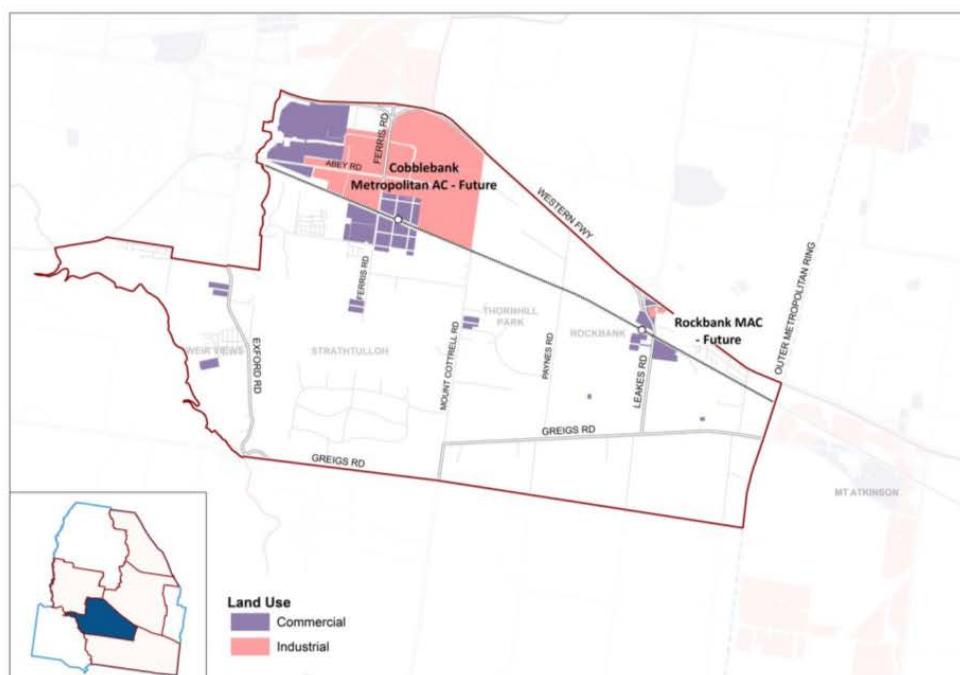 FERRIS RD
ABEY RD
Cobblebank
Metropolitan AC - Future
WESTERN FWY
OUTER METROPOLITAN RING
FERRIS RD
THORNHILL
PARK
ROCKBANK
Rockbank MAC
- Future
WEIR VIEWS
EXFORD RD
STRATHTULLOH
MOUNT COTTRELL RD
PAYNES RD
LEAKES RD
GREIGS RD
GREIGS RD
MT ATKINSON
Land Use
Commercial
Industrial